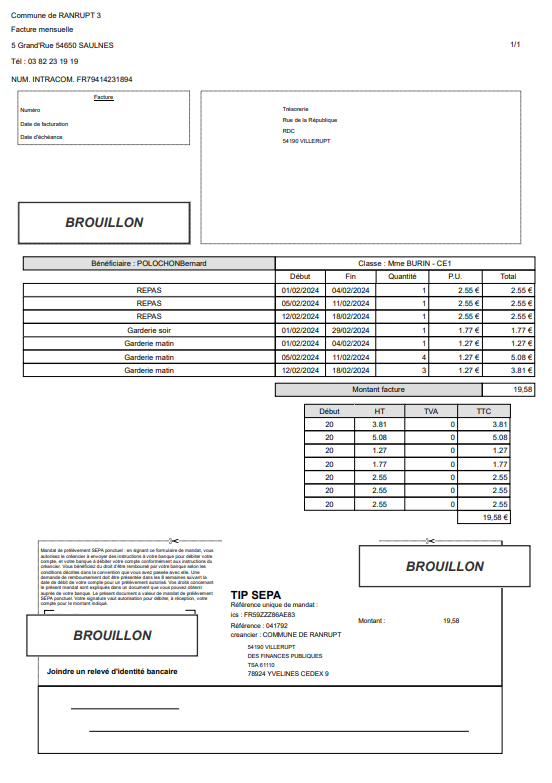 Commune de RANRUPT 3
Facture mensuelle
5 Grand'Rue 54650 SAULNES
1/1
Tél : 03 82 23 19 19
NUM. INTRACOM. FR79414231894
Facture
Numéro
Date de facturation
Date d'échéance
Trésorerie
Rue de la République
RDC
54190 VILLERUPT
BROUILLON
Bénéficiaire : POLOCHONBernard Classe : Mme BURIN - CE1
Début Fin Quantité P.U. Total
REPAS 01/02/2024 04/02/2024 1 2.55 € 2.55 €
REPAS 05/02/2024 11/02/2024 1 2.55 € 2.55 €
REPAS 12/02/2024 18/02/2024 1 2.55 € 2.55 €
Garderie soir 01/02/2024 29/02/2024 1 1.77 € 1.77 €
Garderie matin 01/02/2024 04/02/2024 1 1.27 € 1.27 €
Garderie matin 05/02/2024 11/02/2024 4 1.27 € 5.08 €
Garderie matin 12/02/2024 18/02/2024 3 1.27 € 3.81 €
Montant facture 19,58
Début HT TVA TTC
20 3.81 0 3.81
20 5.08 0 5.08
20 1.27 0 1.27
20 1.77 0 1.77
20 2.55 0 2.55
20 2.55 0 2.55
20 2.55 0 2.55
19,58 €
Mandat de prélèvement SEPA ponctuel : en signant ce formulaire de mandat, vous
autorisez le créancier à envoyer des instructions à votre banque pour débiter votre
compte, et votre banque à débiter votre compte conformément aux instructions du
créancier. Vous bénéficiez du droit d'être remboursé par votre banque selon les
conditions décrites dans la convention que vous avez passée avec elle. Une
demande de remboursement doit être présentée dans les 8 semaines suivant la
date de débit de votre compte pour un prélèvement autorisé. Vos droits concernant
le présent mandat sont expliqués dans un document que vous pouvez obtenir
auprès de votre banque. Le présent document a valeur de mandat de prélèvement
SEPA ponctuel. Votre signature vaut autorisation pour débiter, à réception, votre
compte pour le montant indiqué.
BROUILLON
TIP SEPA
Référence unique de mandat :
ics : FR59ZZZ86AE83
Référence : 041792
creancier : COMMUNE DE RANRUPT
Montant : 19,58
BROUILLON
54190 VILLERUPT
DES FINANCES PUBLIQUES
TSA 61110
78924 YVELINES CEDEX 9
Joindre un relevé d'identité bancaire